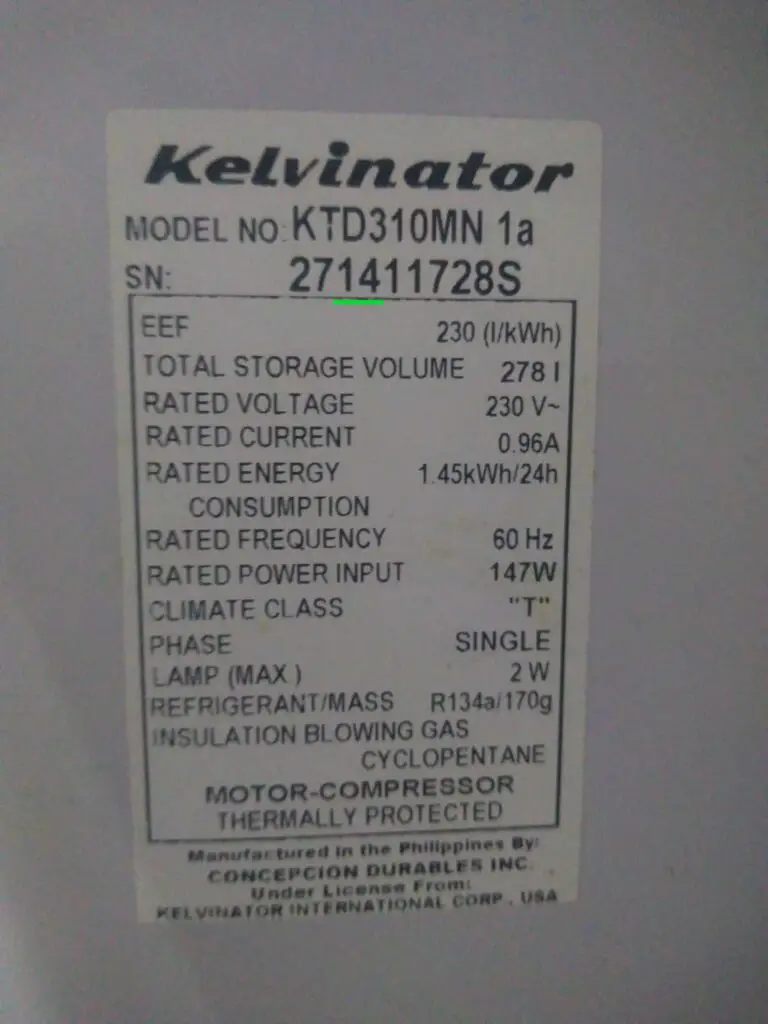 Kelvinator
MODEL NO: KTD310MN 1a
SN: 271411728S
EEF 230 (l/kWh)
TOTAL STORAGE VOLUME 278 l
RATED VOLTAGE 230 V~
RATED CURRENT 0.96A
RATED ENERGY 1.45kWh/24h
CONSUMPTION
RATED FREQUENCY 60 Hz
RATED POWER INPUT 147W
CLIMATE CLASS "T"
PHASE SINGLE
LAMP (MAX) 2 W
REFRIGERANT/MASS R134a/170g
INSULATION BLOWING GAS
CYCLOPENTANE
MOTOR-COMPRESSOR
THERMALLY PROTECTED
Manufactured in the Philippines By:
CONCEPCION DURABLES INC.
Under License From:
KELVINATOR INTERNATIONAL CORP., USA